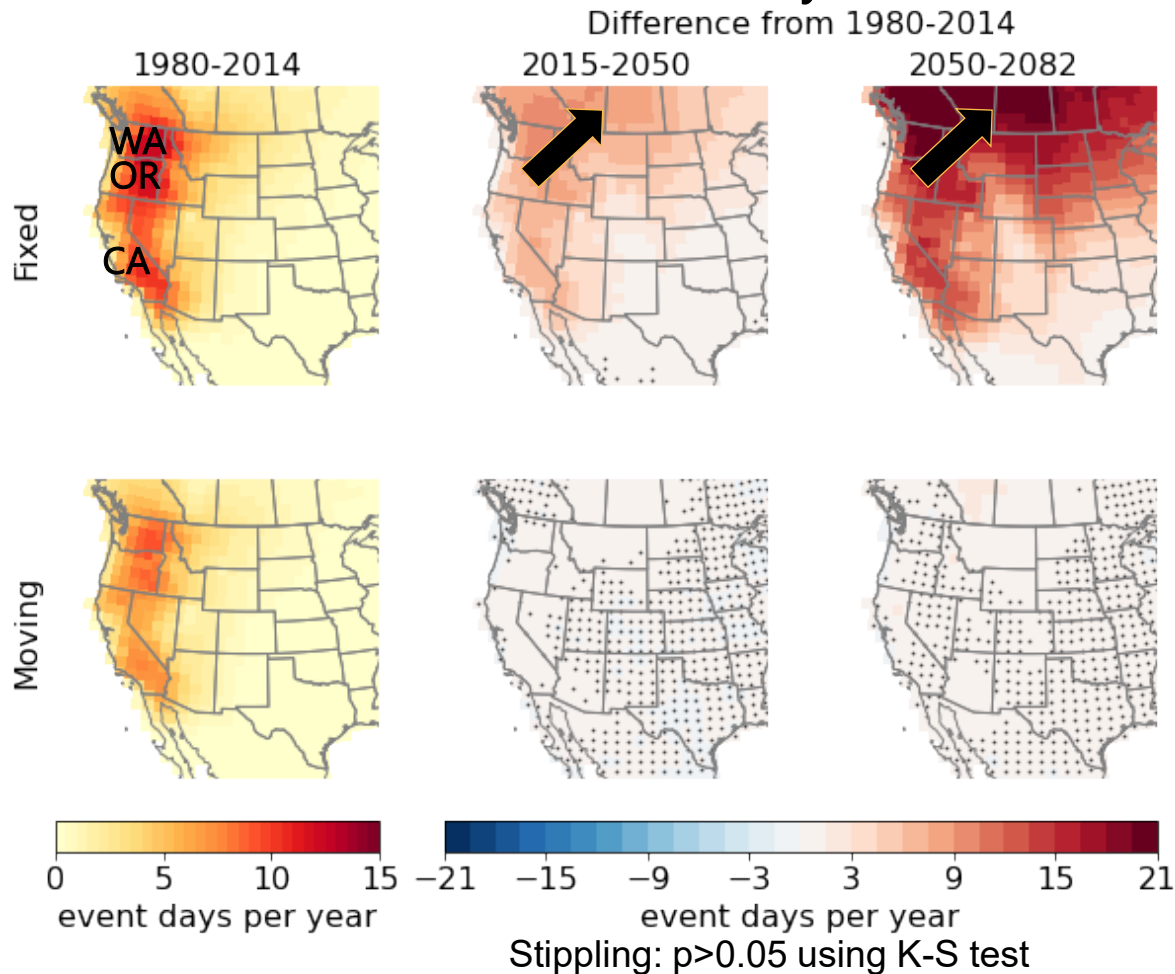 Difference from 1980-2014
1980-2014
2015-2050
2050-2082
Fixed
WA
OR
CA
Moving
0 5 10 15
event days per year
−21 −15 −9 −3 3 9 15 21
event days per year
Stippling: p>0.05 using K-S test